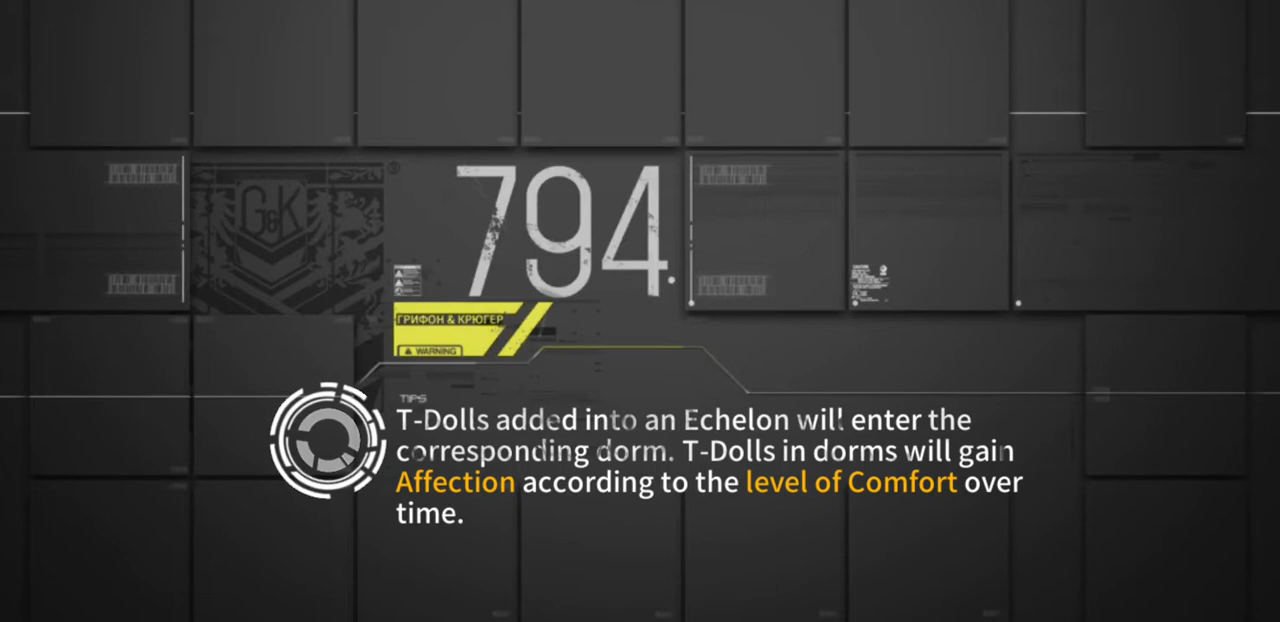 G&K
794.
ГРИФОН & КРЮГЕР
WARNING
TIPS
T-Dolls added into an Echelon will enter the
corresponding dorm. T-Dolls in dorms will gain
Affection according to the level of Comfort over
time.